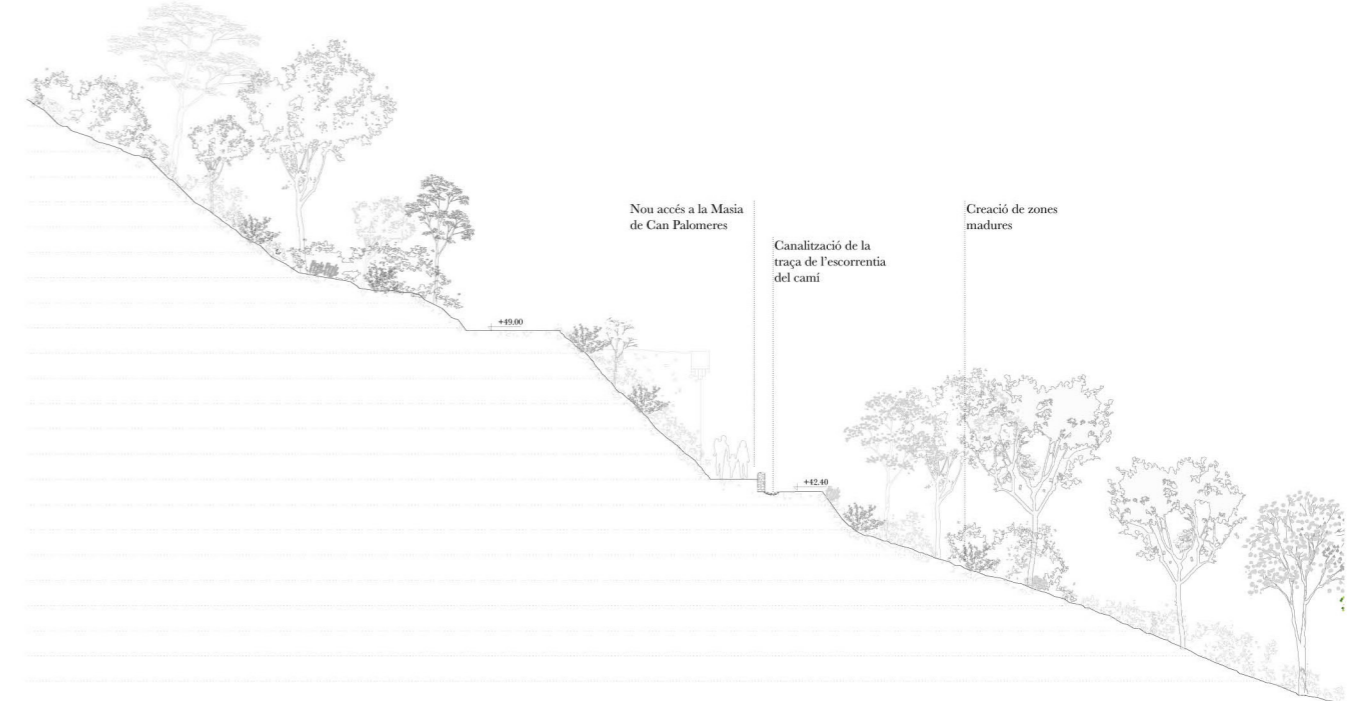 Nou accés a la Masia
de Can Palomeres
Canalització de la
traça de l’escorrentia
del camí
Creació de zones
madures
+49.00
+42.40